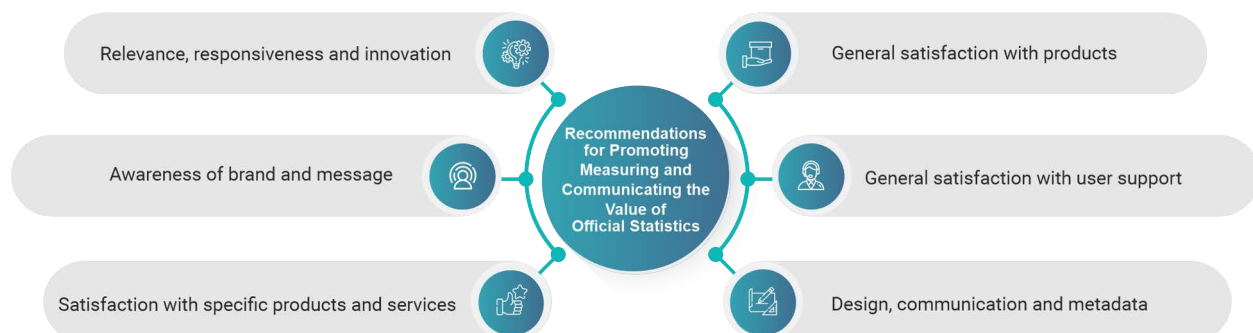 Relevance, responsiveness and innovation
Awareness of brand and message
Satisfaction with specific products and services
Recommendations
for Promoting
Measuring and
Communicating the
Value of
Official Statistics
General satisfaction with products
General satisfaction with user support
Design, communication and metadata